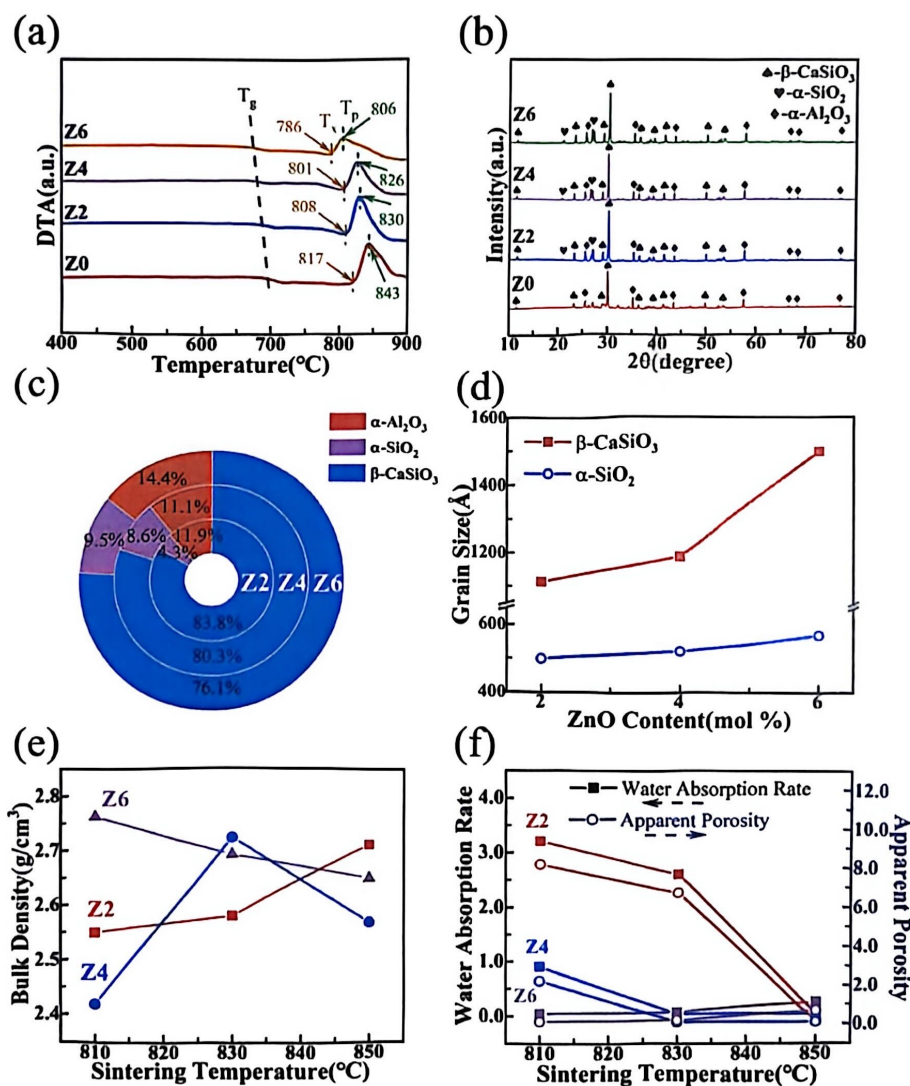 (a)
DTA(a.u.)
Z6
Z4
Z2
Z0
Tg
T
Tp
806
786
801
826
808
830
817
843
400 500 600 700 800 900
Temperature(°C)
(b)
Intensity(a.u.)
-β-CaSiO3
-α-SiO2
-α-Al2O3
Z6
Z4
Z2
Z0
10 20 30 40 50 60 70 80
2θ(degree)
(c)
α-Al2O3
α-SiO2
β-CaSiO3
14.4%
11.1%
9.5% 8.6% 11.9%
4.3%
Z2 Z4 Z6
83.8%
80.3%
76.1%
(d)
Grain Size(Å)
1600
1400
1200
600
400
β-CaSiO3
α-SiO2
2 4 6
ZnO Content(mol %)
(e)
Bulk Density(g/cm3)
2.8
2.7
2.6
2.5
2.4
Z6
Z2
Z4
810 820 830 840 850
Sintering Temperature(°C)
(f)
Water Absorption Rate
4.0
3.0
2.0
1.0
0.0
Water Absorption Rate
Apparent Porosity
Z2
Z4
Z6
12.0
10.0
8.0
6.0
4.0
2.0
0.0
Apparent Porosity
810 820 830 840 850
Sintering Temperature(°C)